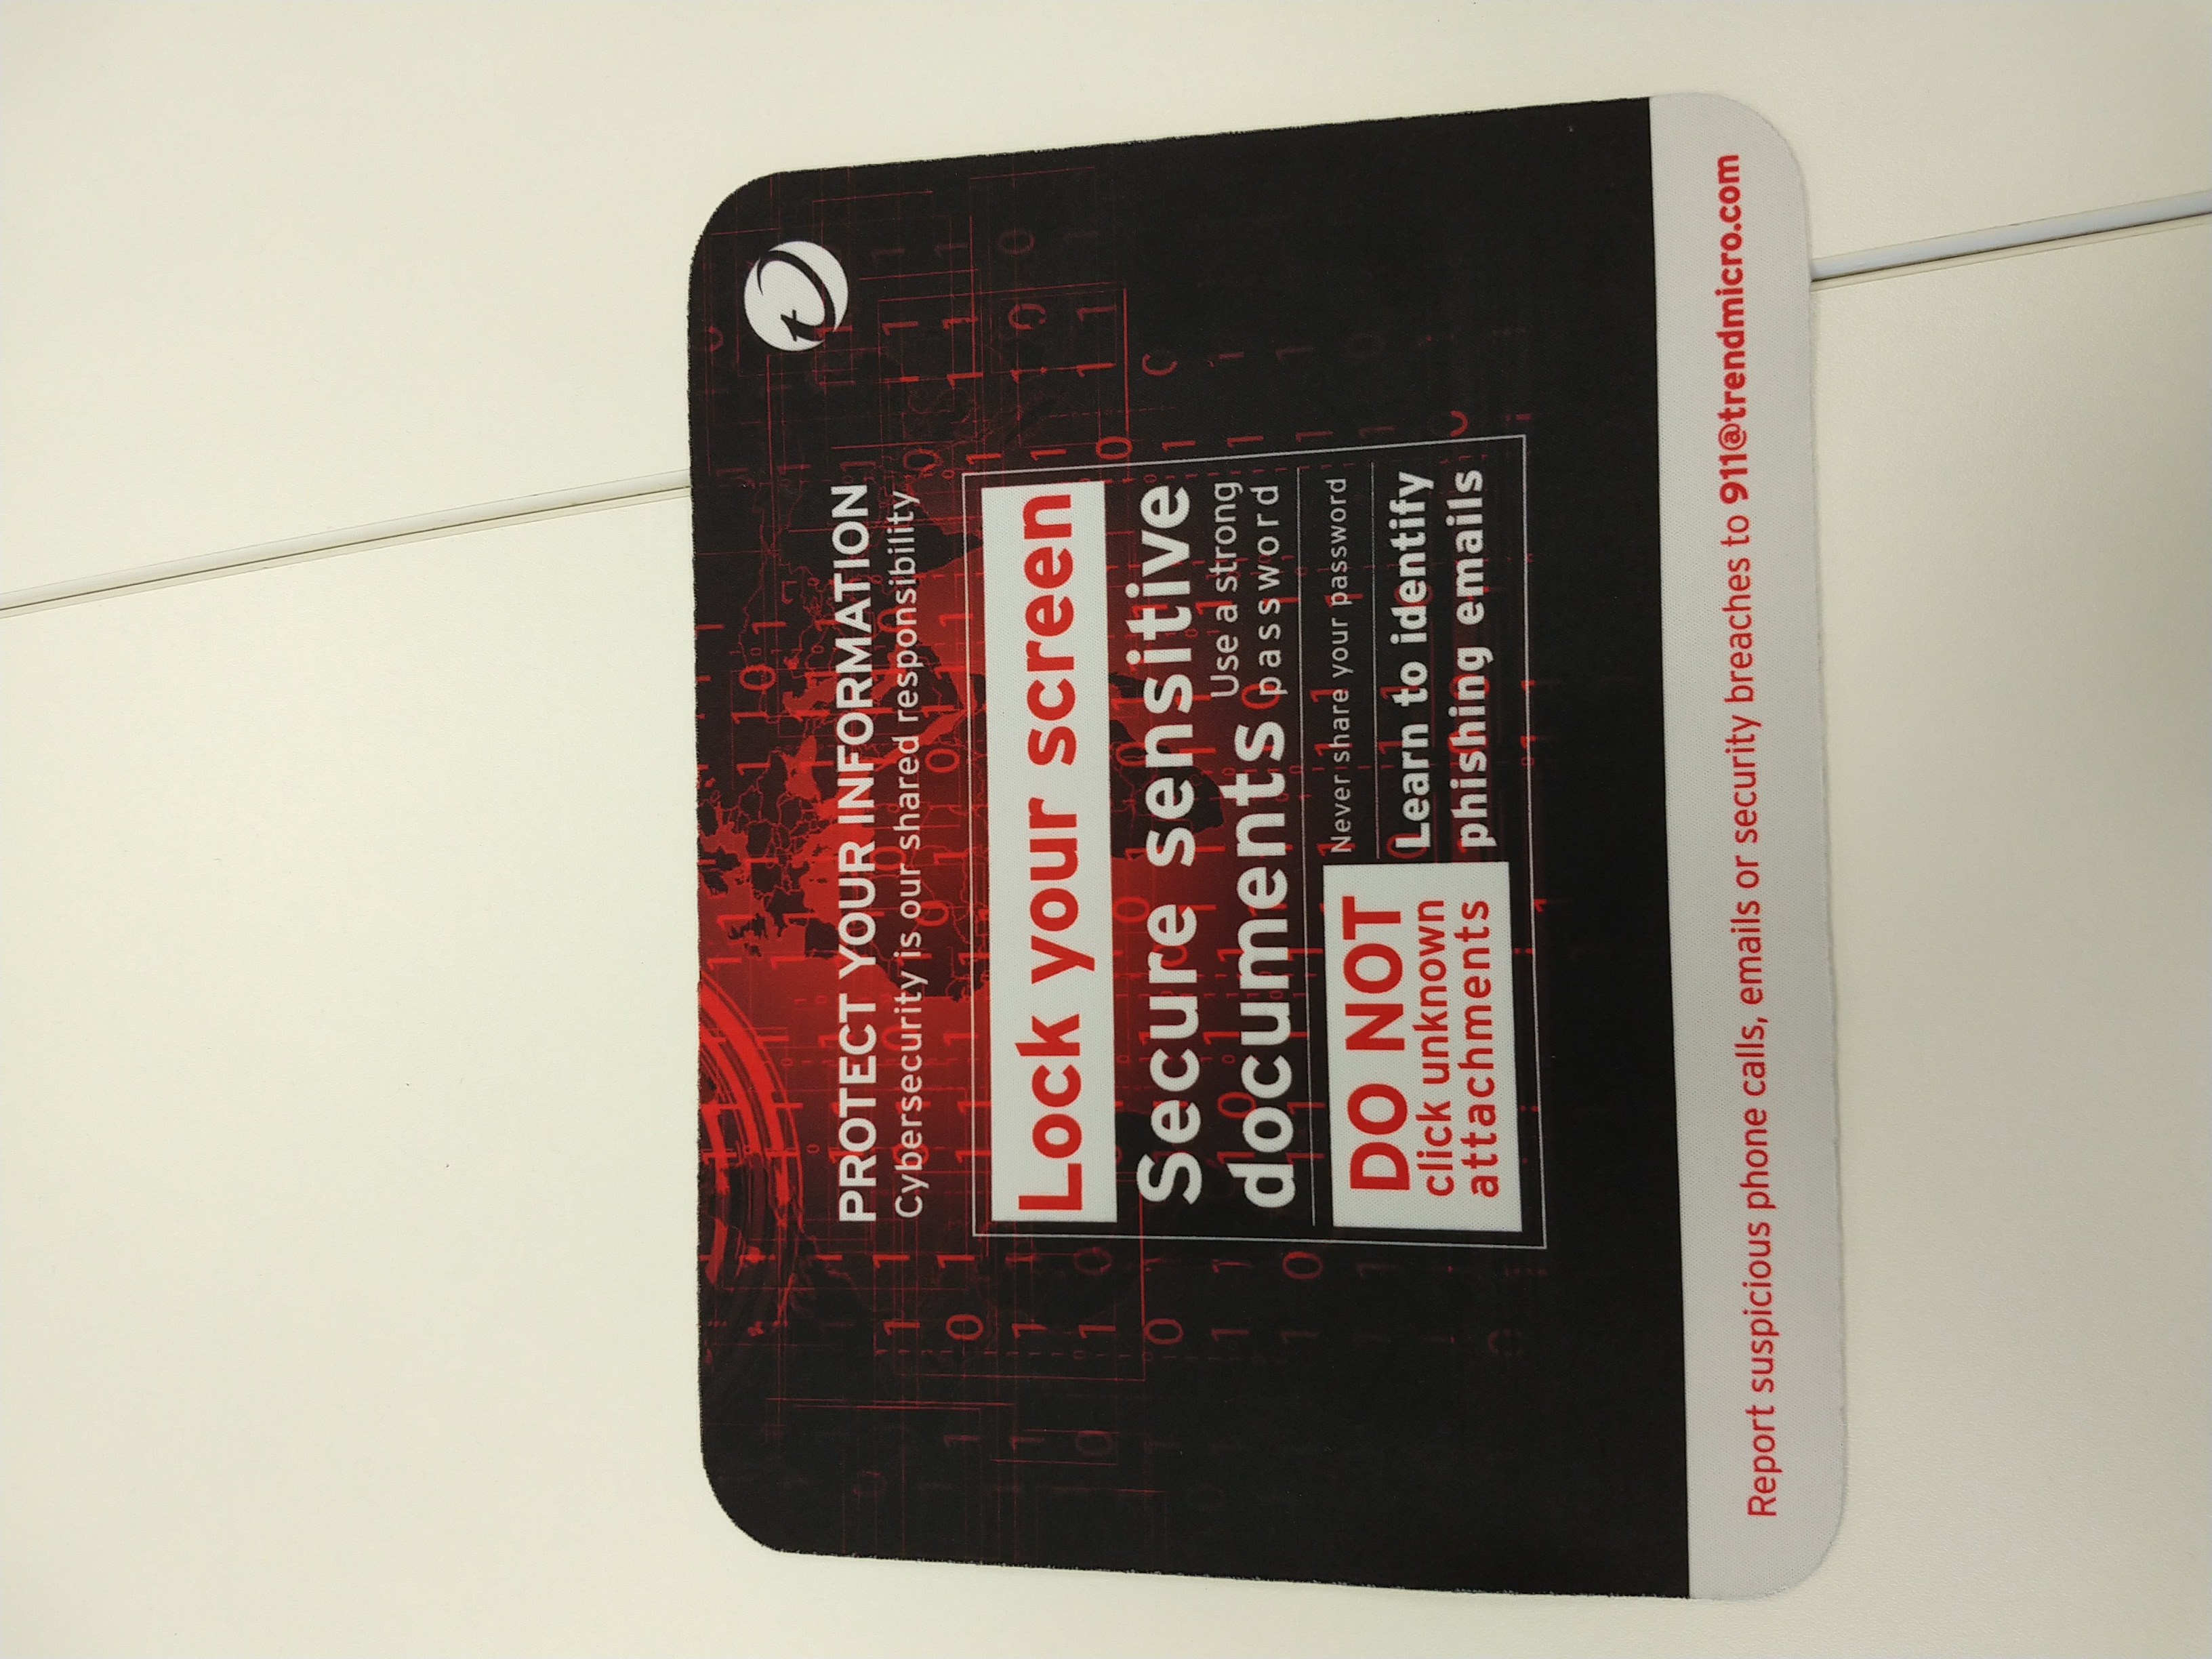 PROTECT YOUR INFORMATION
Cybersecurity is our shared responsibility
Lock your screen
Secure sensitive
documents
Use a strong
password
DO NOT
click unknown
attachments
Never share your password
Learn to identify
phishing emails
Report suspicious phone calls, emails or security breaches to 911@trendmicro.com